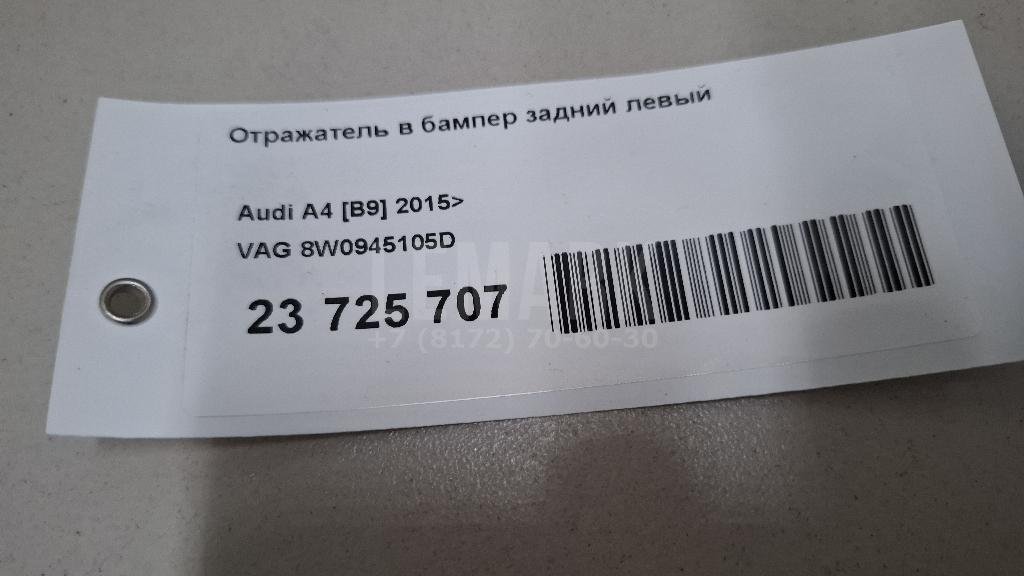 Отражатель в бампер задний левый
Audi A4 [B9] 2015>
VAG 8W0945105D
23 725 707
+7 (8172) 70-60-30